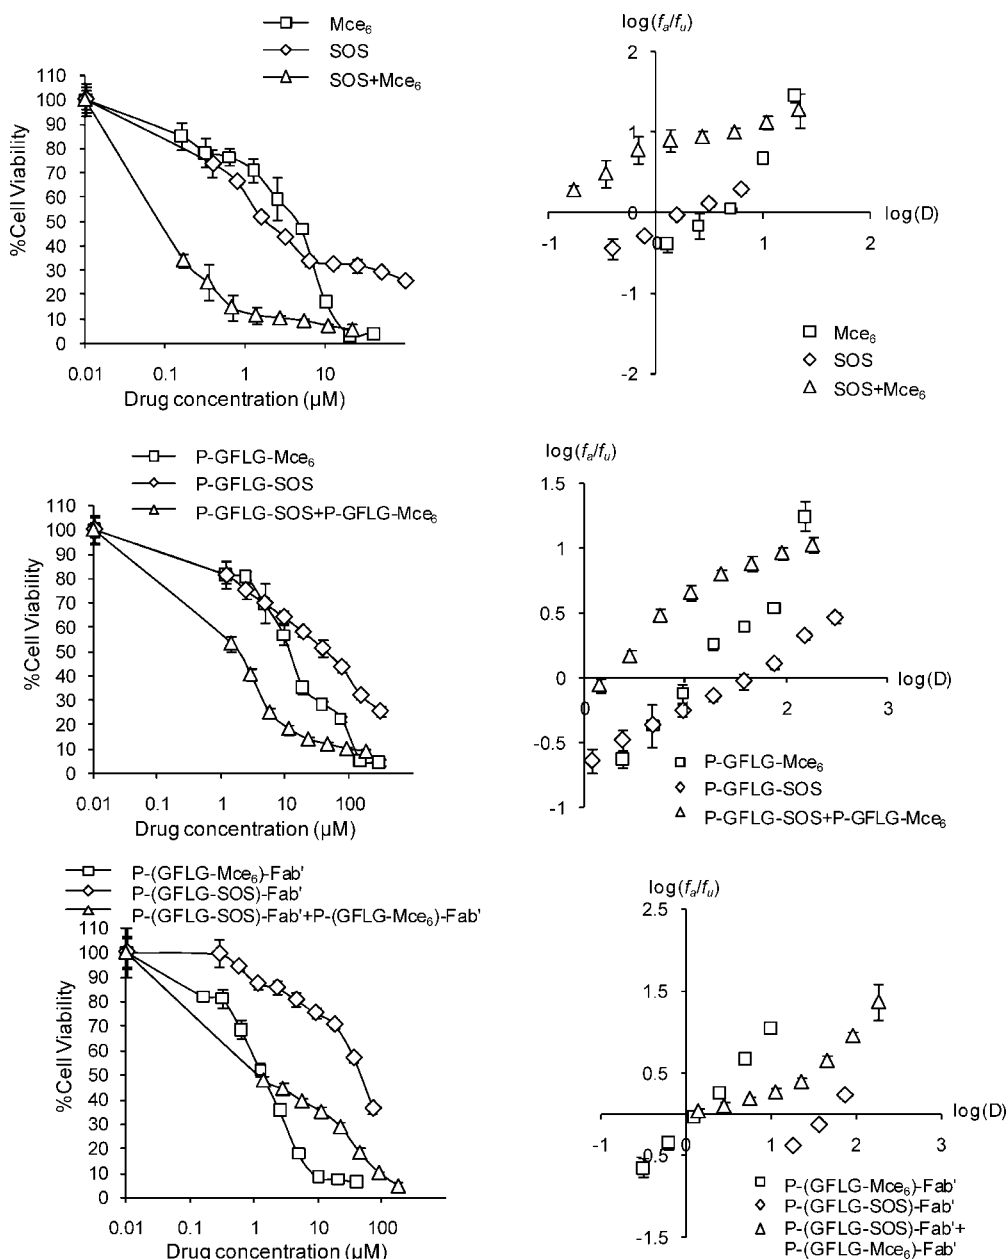 Mce₆
SOS
SOS+Mce₆
%Cell Viability
110
100
90
80
70
60
50
40
30
20
10
0
0.01 0.1 1 10
Drug concentration (µM)
log(fₐ/fᵤ)
2
1
0
-1
-2
-1 0 1 2
log(D)
Mce₆
SOS
SOS+Mce₆
P-GFLG-Mce₆
P-GFLG-SOS
P-GFLG-SOS+P-GFLG-Mce₆
%Cell Viability
110
100
90
80
70
60
50
40
30
20
10
0
0.01 0.1 1 10 100
Drug concentration (µM)
log(fₐ/fᵤ)
1.5
1
0.5
0
-0.5
-1
0 1 2 3
log(D)
P-GFLG-Mce₆
P-GFLG-SOS
P-GFLG-SOS+P-GFLG-Mce₆
P-(GFLG-Mce₆)-Fab'
P-(GFLG-SOS)-Fab'
P-(GFLG-SOS)-Fab'+P-(GFLG-Mce₆)-Fab'
%Cell Viability
110
100
90
80
70
60
50
40
30
20
10
0
0.01 0.1 1 10 100
Drug concentration (µM)
log(fₐ/fᵤ)
2.5
1.5
0.5
-0.5
-1.5
-1 0 1 2 3
log(D)
P-(GFLG-Mce₆)-Fab'
P-(GFLG-SOS)-Fab'
P-(GFLG-SOS)-Fab'+
P-(GFLG-Mce₆)-Fab'